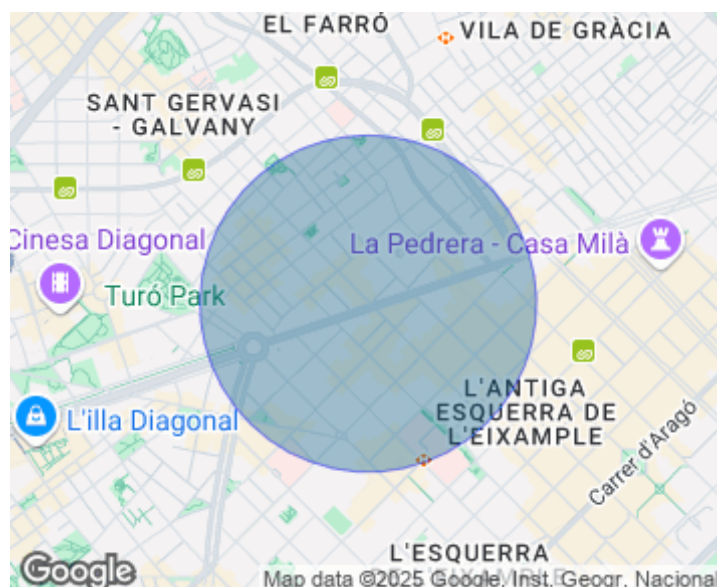 EL FARRÓ
VILA DE GRÀCIA
SANT GERVASI
- GALVANY
Cinesa Diagonal
La Pedrera - Casa Milà
Turó Park
L'illa Diagonal
L'ANTIGA
ESQUERRA DE
L'EIXAMPLE
Carrer d'Aragó
L'ESQUERRA
Google
Map data ©2025 Google, Inst. Geogr. Nacional